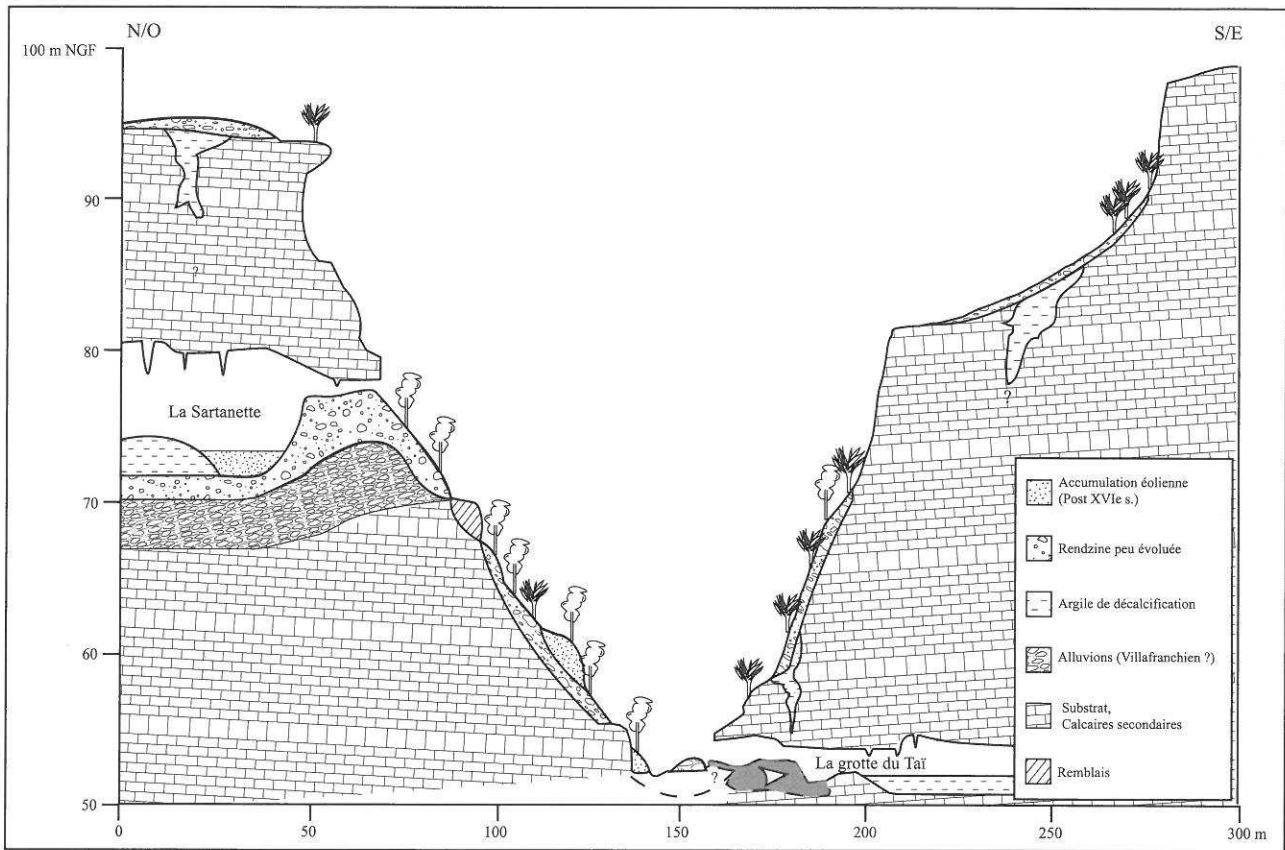 N/O
S/E
100 m NGF
90
80
70
60
50
?
La Sartanette
?
?
La grotte du Taï
Accumulation éolienne
(Post XVIe s.)
Rendzine peu évoluée
Argile de décalcification
Alluvions (Villafranchien ?)
Substrat,
Calcaires secondaires
Remblais
0
50
100
150
200
250
300 m